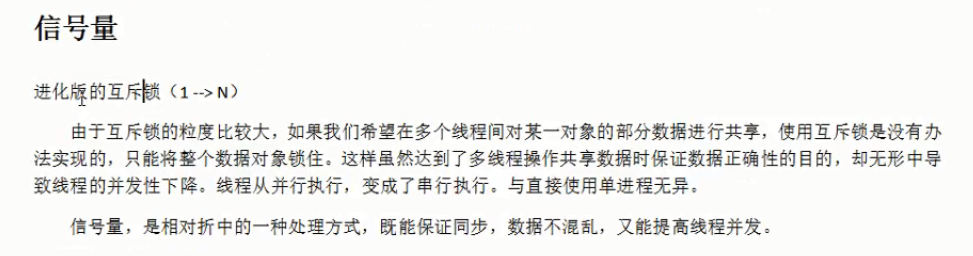 信号量
进化版的互斥锁（1 --> N）
由于互斥锁的粒度比较大，如果我们希望在多个线程间对某一对象的部分数据进行共享，使用互斥锁是没有办
法实现的，只能将整个数据对象锁住。这样虽然达到了多线程操作共享数据时保证数据正确性的目的，却无形中导
致线程的并发性下降。线程从并行执行，变成了串行执行。与直接使用单进程无异。
信号量，是相对折中的一种处理方式，既能保证同步，数据不混乱，又能提高线程并发。